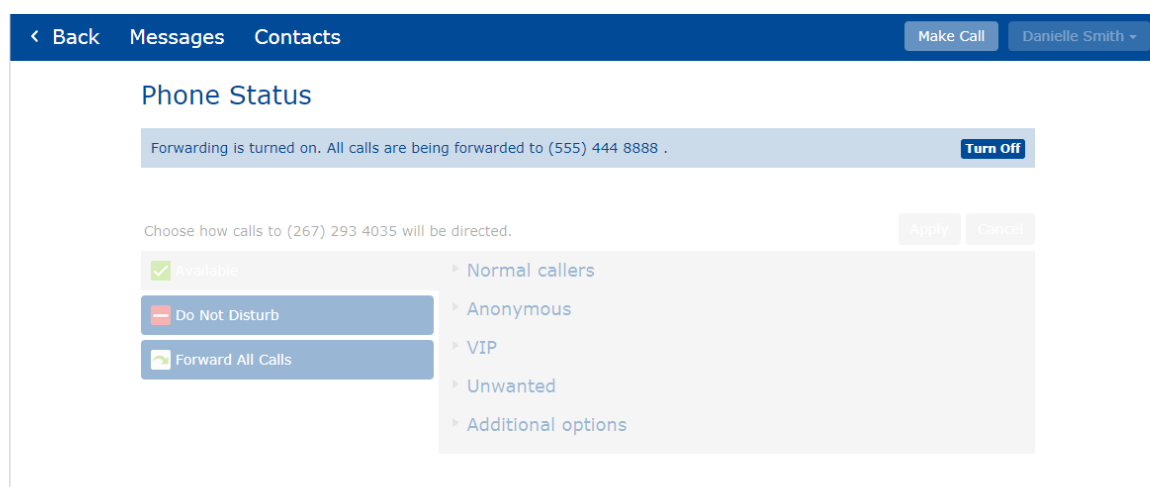 Back Messages Contacts Make Call Danielle Smith
Phone Status
Forwarding is turned on. All calls are being forwarded to (555) 444 8888 . Turn Off
Choose how calls to (267) 293 4035 will be directed. Apply Cancel
Available
Do Not Disturb
Forward All Calls
Normal callers
Anonymous
VIP
Unwanted
Additional options